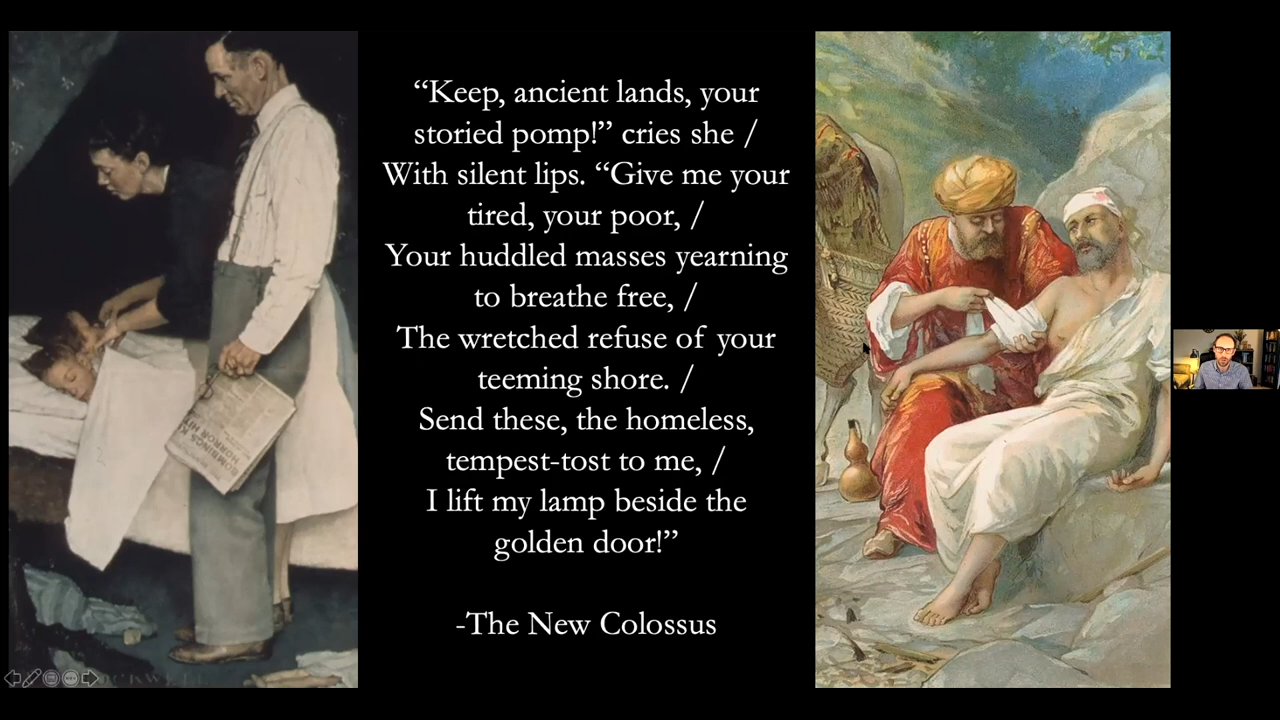 “Keep, ancient lands, your
storied pomp!” cries she /
With silent lips. “Give me your
tired, your poor, /
Your huddled masses yearning
to breathe free, /
The wretched refuse of your
teeming shore. /
Send these, the homeless,
tempest-tost to me, /
I lift my lamp beside the
golden door!”
-The New Colossus